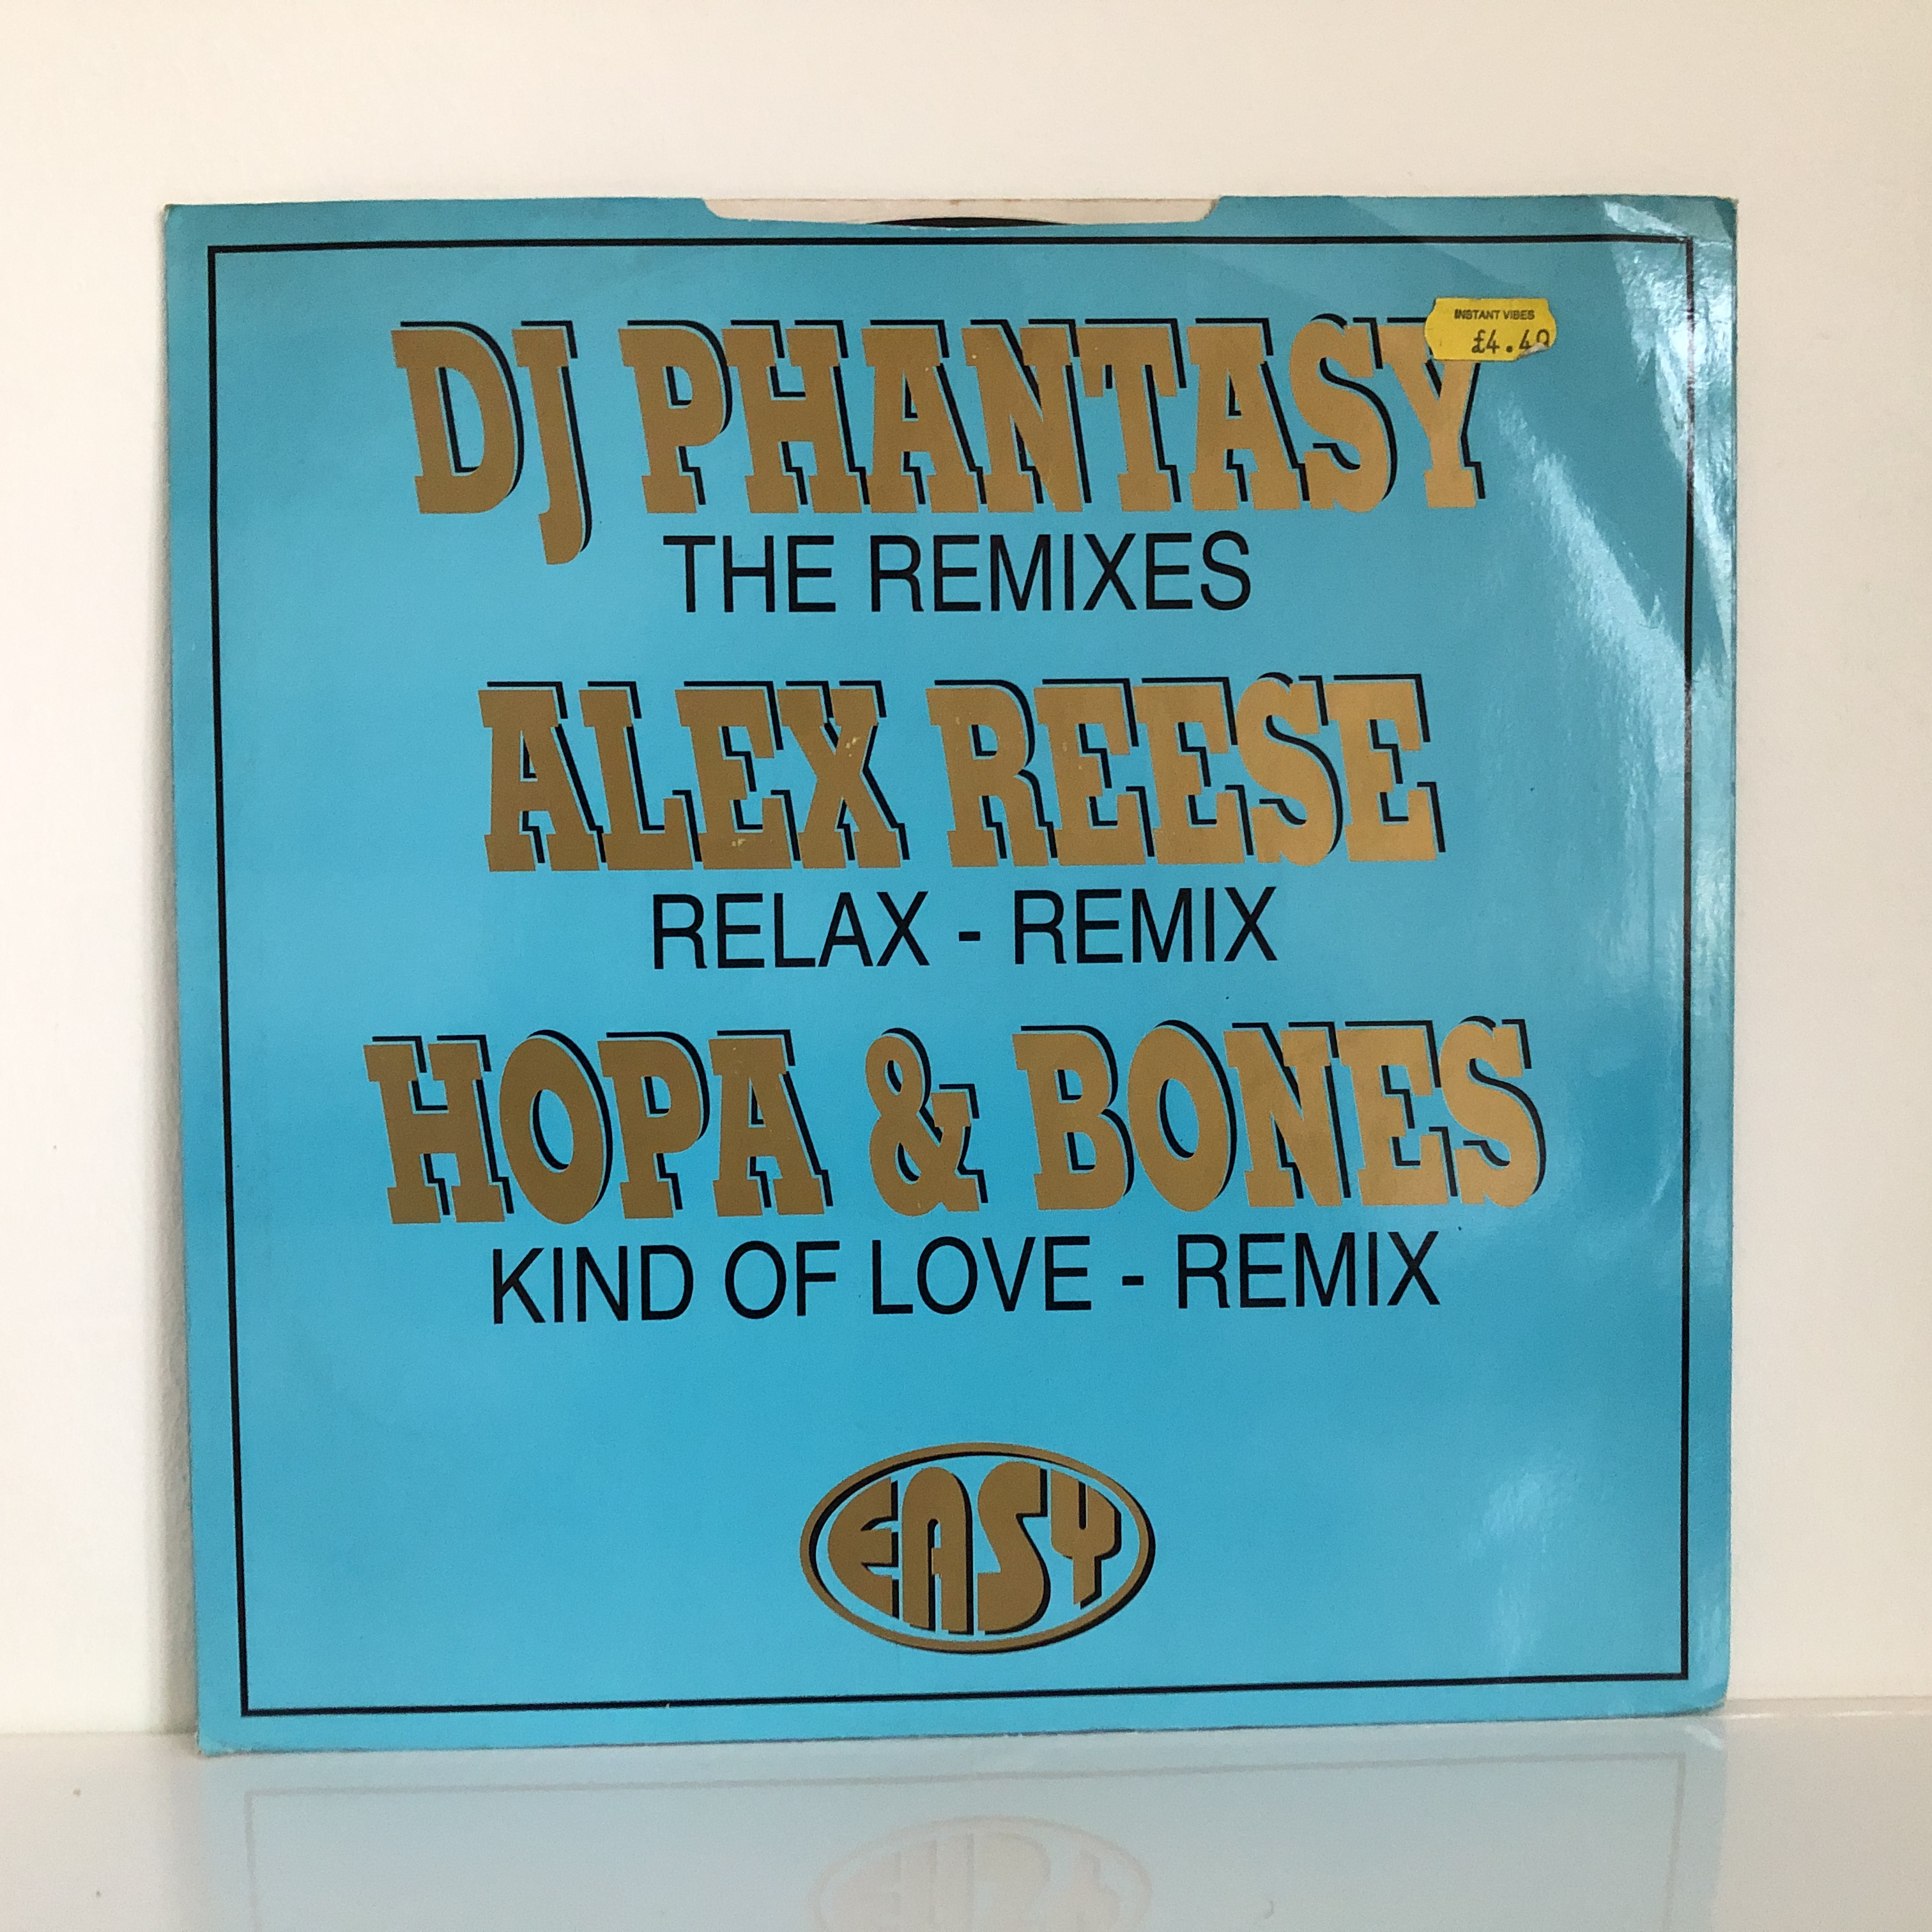 DJ PHANTASY
INSTANT VIBES
£4.49
THE REMIXES
ALEX REESE
RELAX - REMIX
HOPA & BONES
KIND OF LOVE - REMIX
EASY